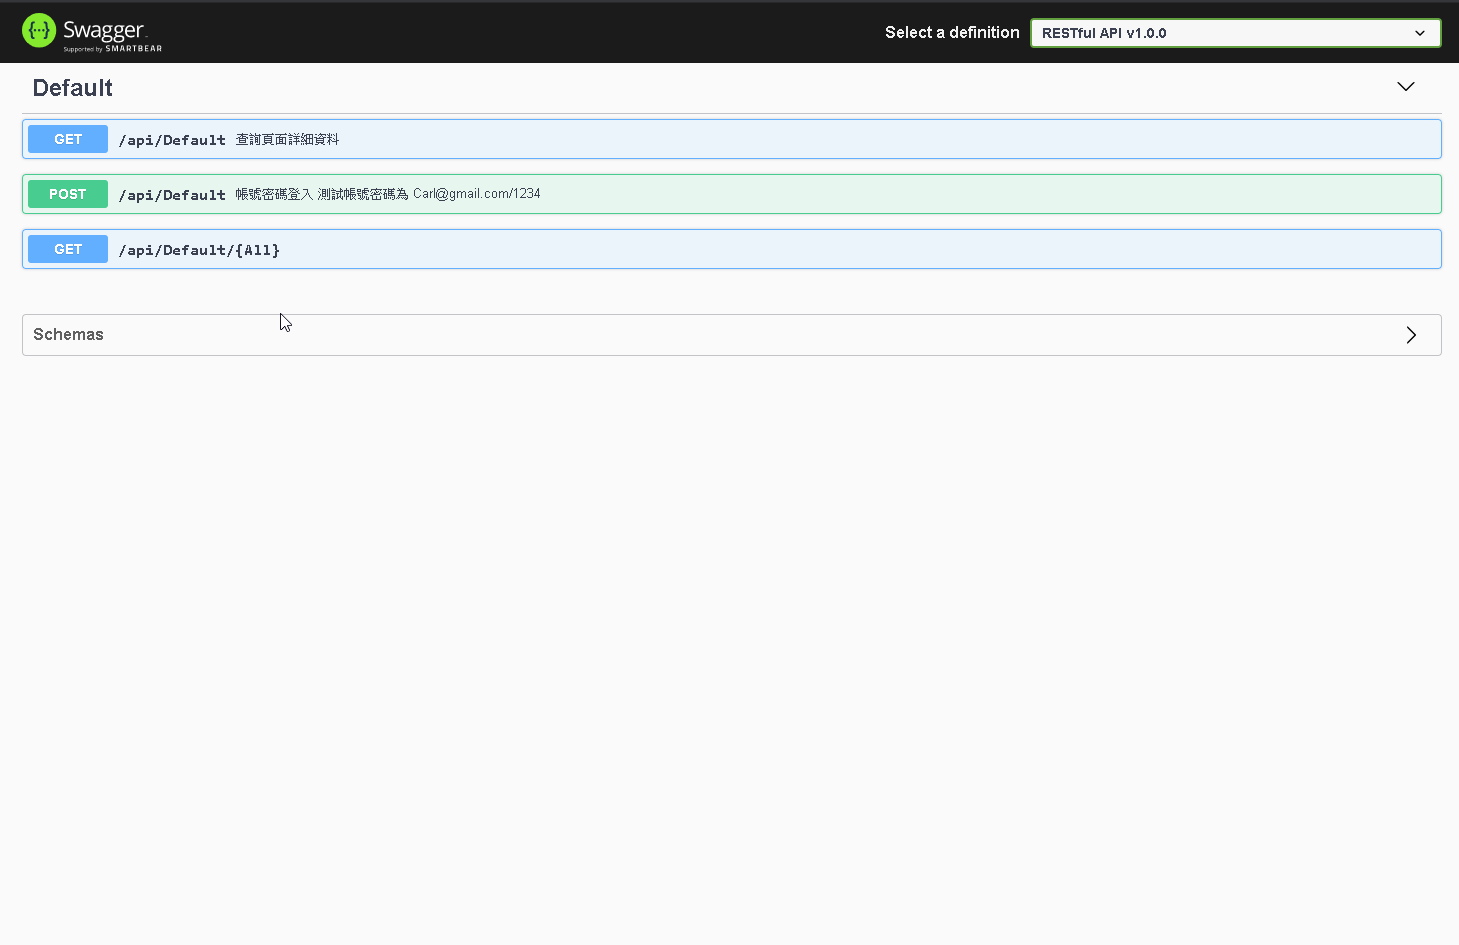 Swagger.
Supported by SMARTBEAR
Select a definition
RESTful API v1.0.0
Default
GET /api/Default 查詢頁面詳細資料
POST /api/Default 帳號密碼登入 測試帳號密碼為 Carl@gmail.com/1234
GET /api/Default/{All}
Schemas